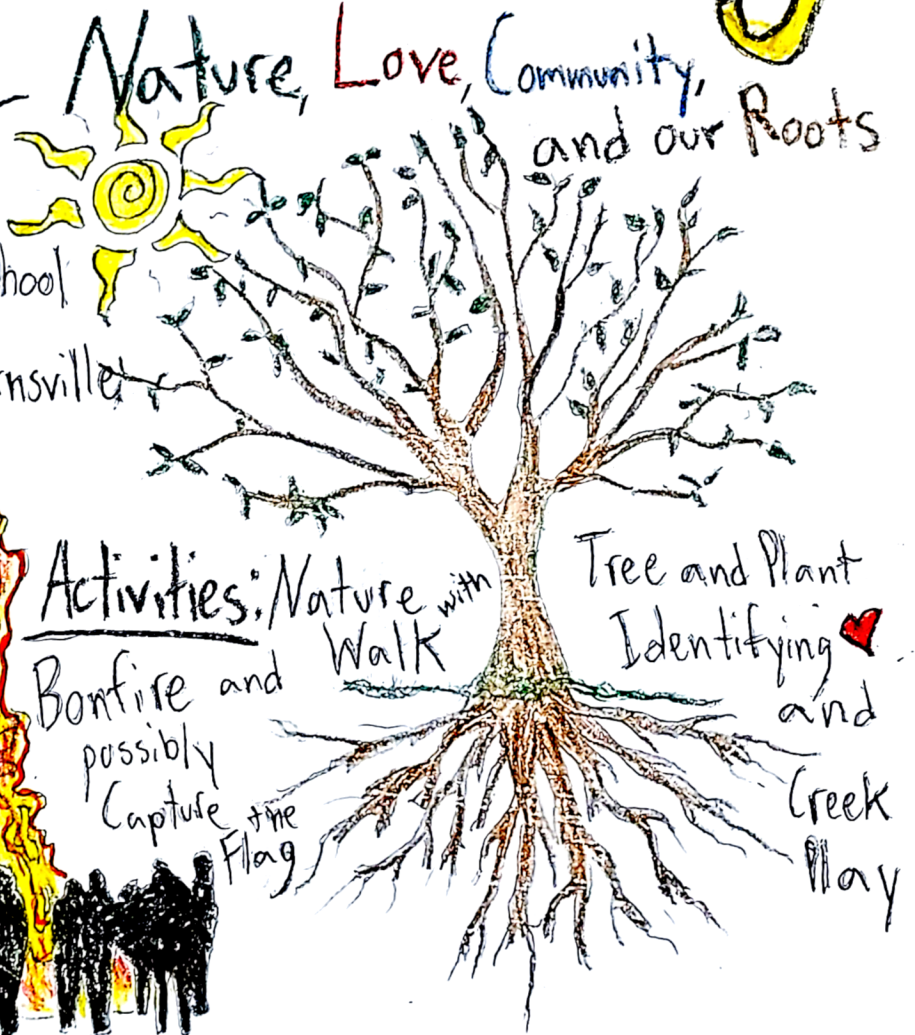 Nature, Love, Community,
and our Roots
hool
rnsville
Activities: Nature Walk with
Tree and Plant
Identifying
and
Creek
Play
Bonfire and
possibly
Capture the
Flag